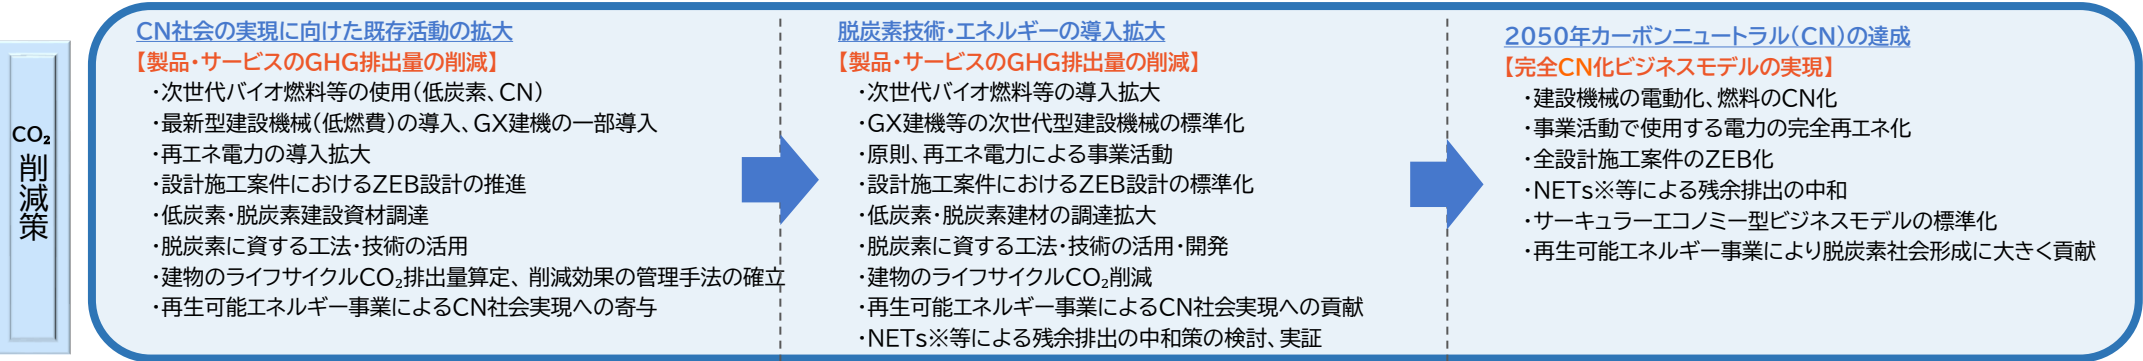 CO₂削減策
CN社会の実現に向けた既存活動の拡大
【製品・サービスのGHG排出量の削減】
・次世代バイオ燃料等の使用(低炭素、CN)
・最新型建設機械(低燃費)の導入、GX建機の一部導入
・再エネ電力の導入拡大
・設計施工案件におけるZEB設計の推進
・低炭素・脱炭素建設資材調達
・脱炭素に資する工法・技術の活用
・建物のライフサイクルCO₂排出量算定、削減効果の管理手法の確立
・再生可能エネルギー事業によるCN社会実現への寄与
脱炭素技術・エネルギーの導入拡大
【製品・サービスのGHG排出量の削減】
・次世代バイオ燃料等の導入拡大
・GX建機等の次世代型建設機械の標準化
・原則、再エネ電力による事業活動
・設計施工案件におけるZEB設計の標準化
・低炭素・脱炭素建材の調達拡大
・脱炭素に資する工法・技術の活用・開発
・建物のライフサイクルCO₂削減
・再生可能エネルギー事業によるCN社会実現への貢献
・NETs※等による残余排出の中和策の検討、実証
2050年カーボンニュートラル(CN)の達成
【完全CN化ビジネスモデルの実現】
・建設機械の電動化、燃料のCN化
・事業活動で使用する電力の完全再エネ化
・全設計施工案件のZEB化
・NETs※等による残余排出の中和
・サーキュラーエコノミー型ビジネスモデルの標準化
・再生可能エネルギー事業により脱炭素社会形成に大きく貢献